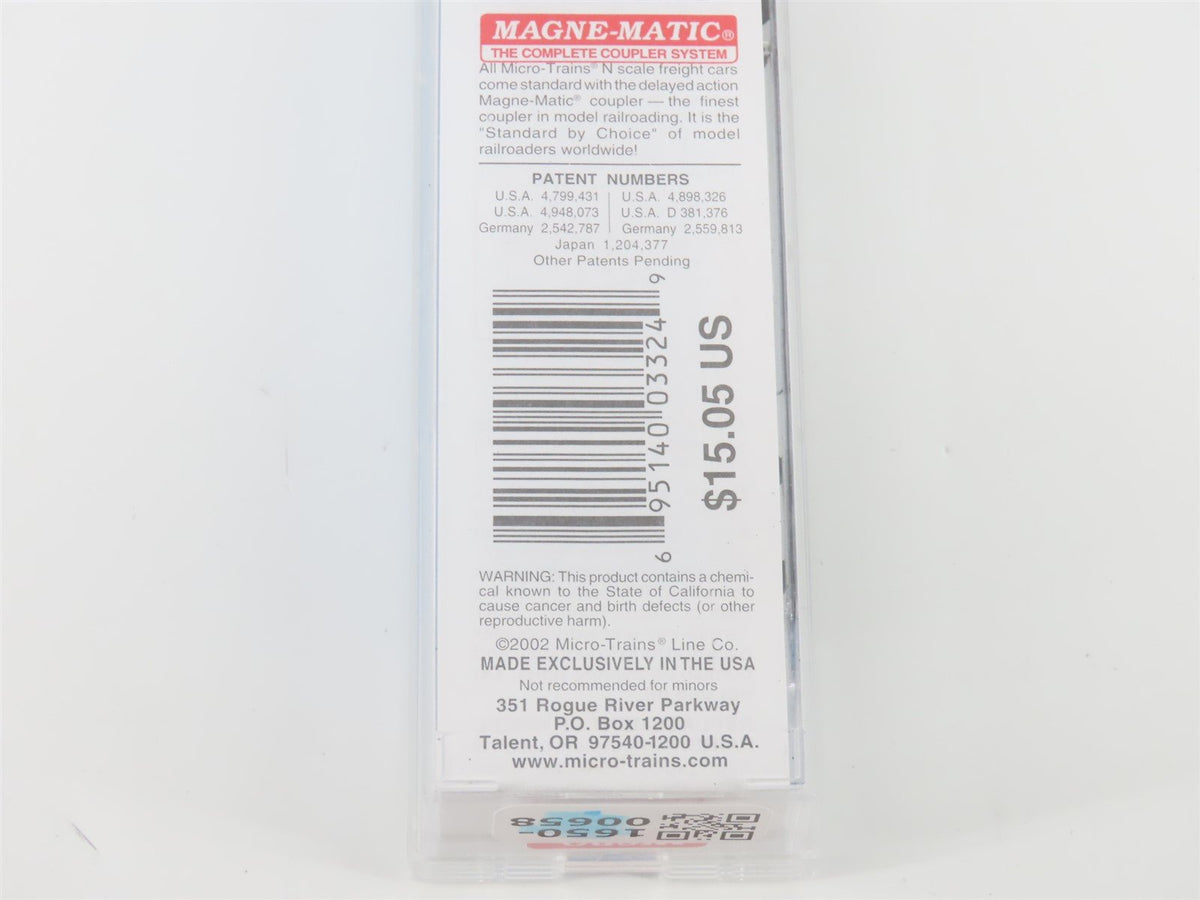 MAGNE-MATIC®
THE COMPLETE COUPLER SYSTEM
All Micro-Trains® N scale freight cars
come standard with the delayed action
Magne-Matic® coupler — the finest
coupler in model railroading. It is the
"Standard by Choice" of model
railroaders worldwide!
PATENT NUMBERS
U.S.A. 4,799,431 U.S.A. 4,898,326
U.S.A. 4,948,073 U.S.A. D 381,376
Germany 2,542,787 Germany 2,559,813
Japan 1,204,377
Other Patents Pending
6 95140 03324 9
$15.05 US
WARNING: This product contains a chemi-
cal known to the State of California to
cause cancer and birth defects (or other
reproductive harm).
©2002 Micro-Trains® Line Co.
MADE EXCLUSIVELY IN THE USA
Not recommended for minors
351 Rogue River Parkway
P.O. Box 1200
Talent, OR 97540-1200 U.S.A.
www.micro-trains.com
1650-
00658